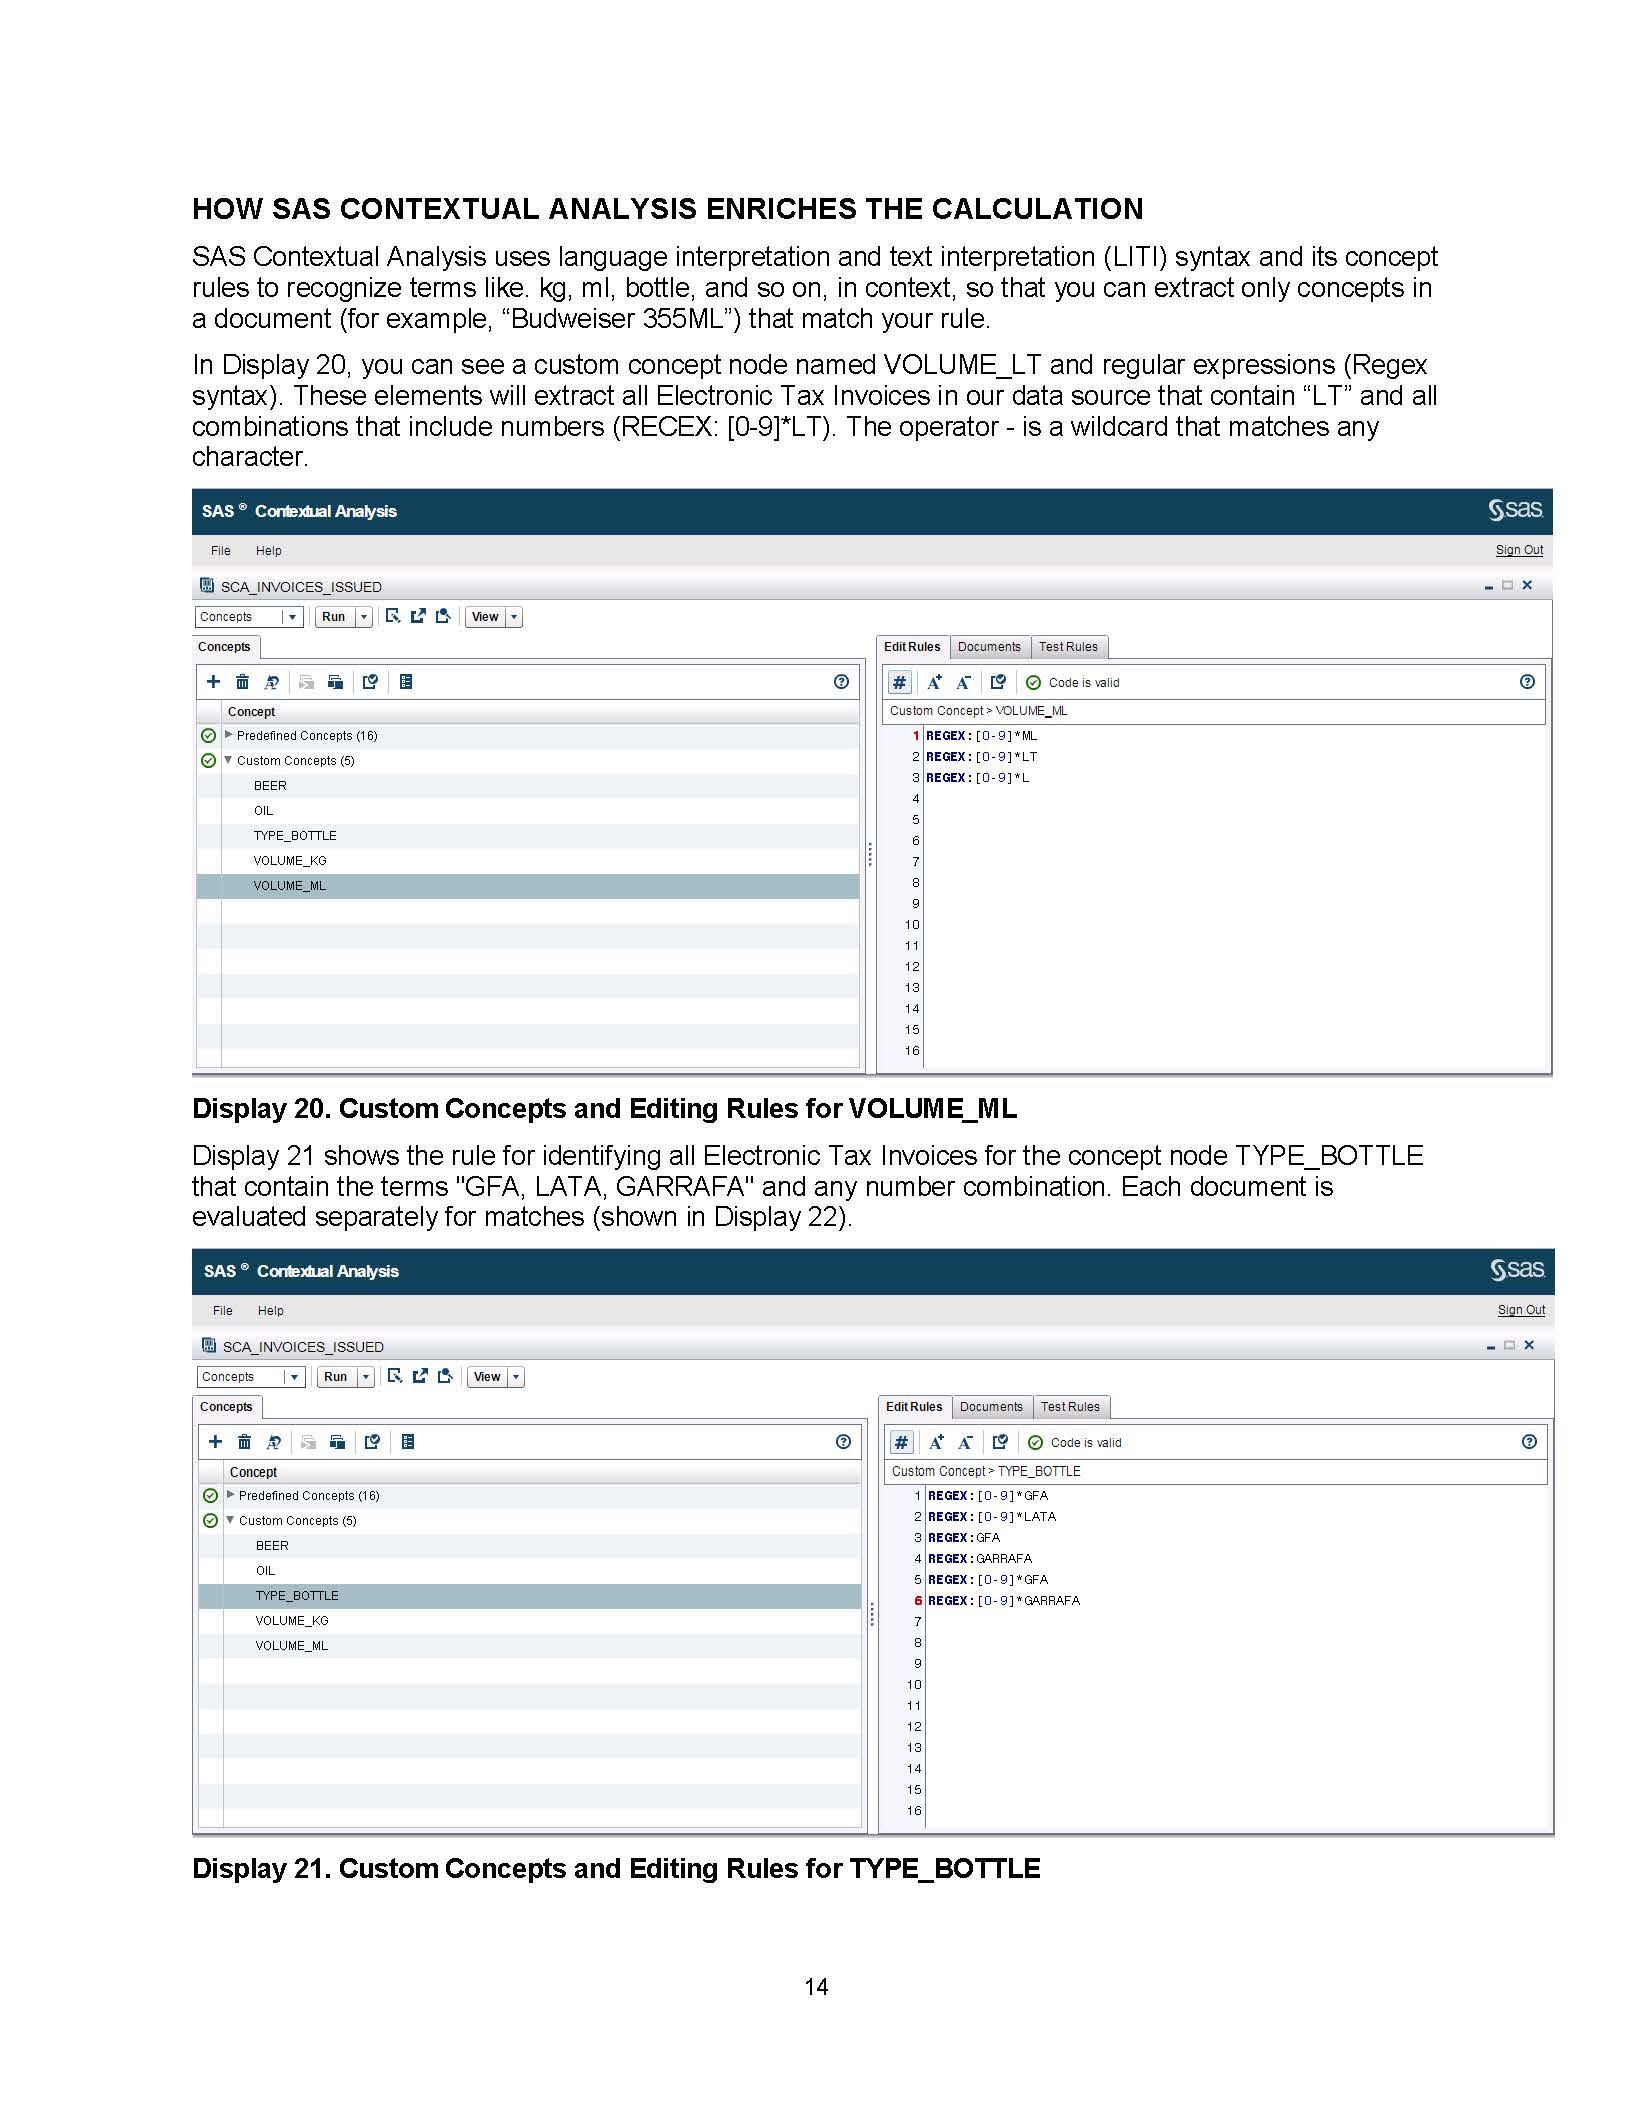 HOW SAS CONTEXTUAL ANALYSIS ENRICHES THE CALCULATION
SAS Contextual Analysis uses language interpretation and text interpretation (LITI) syntax and its concept
rules to recognize terms like. kg, ml, bottle, and so on, in context, so that you can extract only concepts in
a document (for example, “Budweiser 355ML”) that match your rule.
In Display 20, you can see a custom concept node named VOLUME_LT and regular expressions (Regex
syntax). These elements will extract all Electronic Tax Invoices in our data source that contain “LT” and all
combinations that include numbers (RECEX: [0-9]*LT). The operator - is a wildcard that matches any
character.
SAS ® Contextual Analysis
sas
File Help
Sign Out
SCA_INVOICES_ISSUED
Concepts Run View
Concepts
Edit Rules Documents Test Rules
# A+ A- Code is valid
Concept
Custom Concept > VOLUME_ML
Predefined Concepts (16)
Custom Concepts (5)
BEER
OIL
TYPE_BOTTLE
VOLUME_KG
VOLUME_ML
1 REGEX:[0-9]*ML
2 REGEX:[0-9]*LT
3 REGEX:[0-9]*L
4
5
6
7
8
9
10
11
12
13
14
15
16
Display 20. Custom Concepts and Editing Rules for VOLUME_ML
Display 21 shows the rule for identifying all Electronic Tax Invoices for the concept node TYPE_BOTTLE
that contain the terms "GFA, LATA, GARRAFA" and any number combination. Each document is
evaluated separately for matches (shown in Display 22).
SAS ® Contextual Analysis
sas
File Help
Sign Out
SCA_INVOICES_ISSUED
Concepts Run View
Concepts
Edit Rules Documents Test Rules
# A+ A- Code is valid
Concept
Custom Concept > TYPE_BOTTLE
Predefined Concepts (16)
Custom Concepts (5)
BEER
OIL
TYPE_BOTTLE
VOLUME_KG
VOLUME_ML
1 REGEX:[0-9]*GFA
2 REGEX:[0-9]*LATA
3 REGEX:GFA
4 REGEX:GARRAFA
5 REGEX:[0-9]*GFA
6 REGEX:[0-9]*GARRAFA
7
8
9
10
11
12
13
14
15
16
Display 21. Custom Concepts and Editing Rules for TYPE_BOTTLE
14